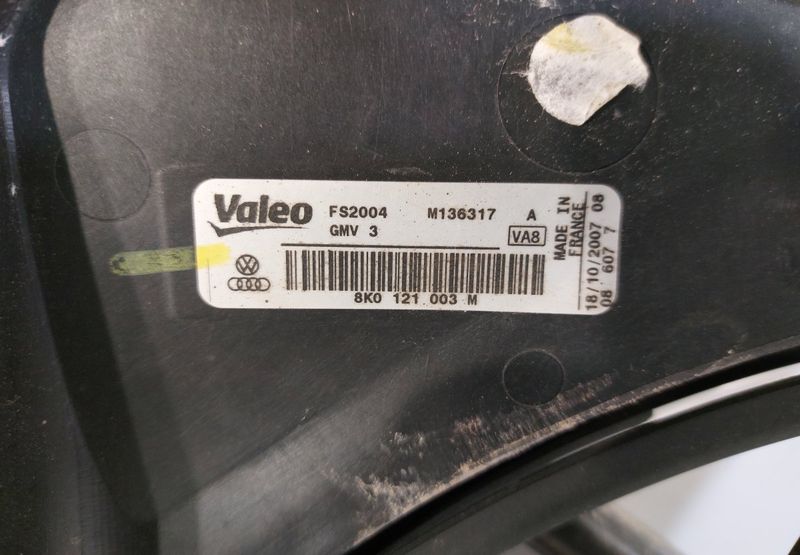 Valeo FS2004 M136317 A
GMV 3 VA8
8K0 121 003 M
MADE IN
FRANCE
18/10/2007 08
08 607 7